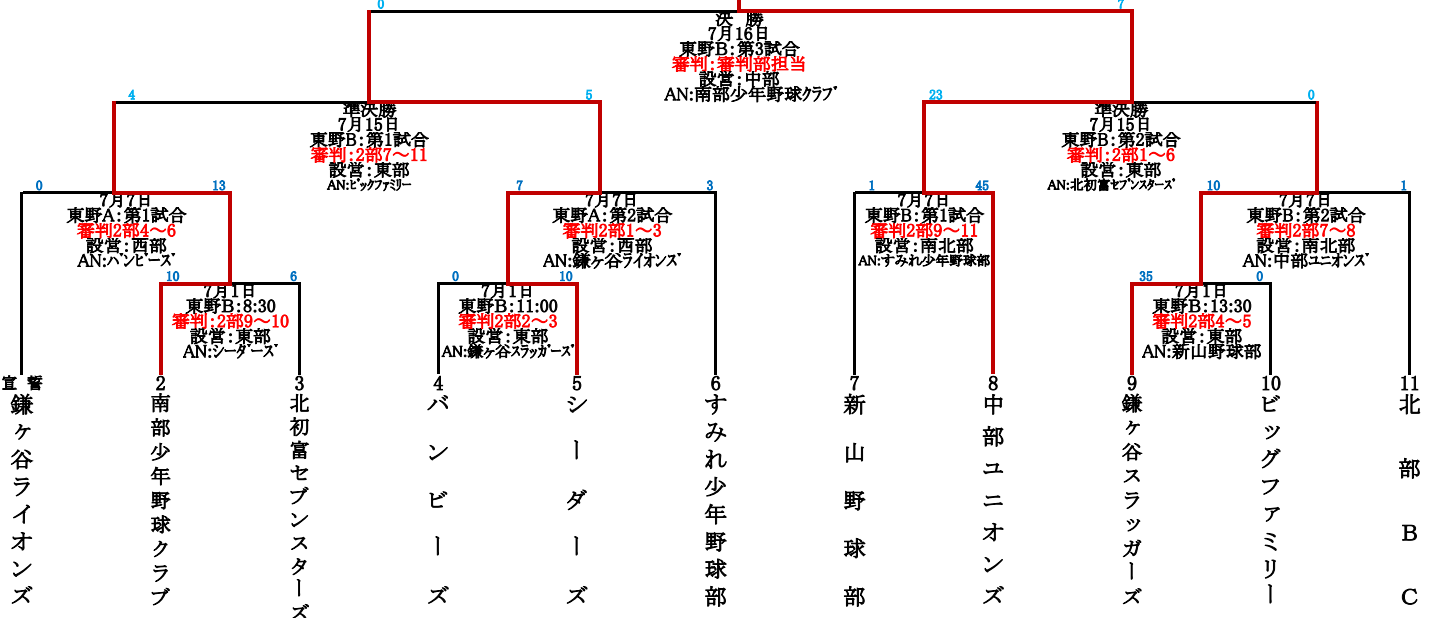 0
7
決 勝
7月16日
東野B:第3試合
審判:審判部担当
設営:中部
AN:南部少年野球クラブ
4
5
準決勝
7月15日
東野B:第1試合
審判:2部7～11
設営:東部
AN:ビックファミリー
23
0
準決勝
7月15日
東野B:第2試合
審判:2部1～6
設営:東部
AN:北初富セブンスターズ
0
13
7月7日
東野A:第1試合
審判2部4～6
設営:西部
AN:バンビーズ
7
3
7月7日
東野A:第2試合
審判2部1～3
設営:西部
AN:鎌ヶ谷ライオンズ
1
45
7月7日
東野B:第1試合
審判2部9～11
設営:南北部
AN:すみれ少年野球部
10
1
7月7日
東野B:第2試合
審判2部7～8
設営:南北部
AN:中部ユニオンズ
10
6
7月1日
東野B:8:30
審判:2部9～10
設営:東部
AN:シーダーズ
0
10
7月1日
東野B:11:00
審判2部2～3
設営:東部
AN:鎌ヶ谷スラッガーズ
35
0
7月1日
東野B:13:30
審判2部4～5
設営:東部
AN:新山野球部
宣 誓
鎌ヶ谷ライオンズ
2
南部少年野球クラブ
3
北初富セブンスターズ
4
バンビーズ
5
シーダーズ
6
すみれ少年野球部
7
新山野球部
8
中部ユニオンズ
9
鎌ヶ谷スラッガーズ
10
ビッグファミリー
11
北部BC